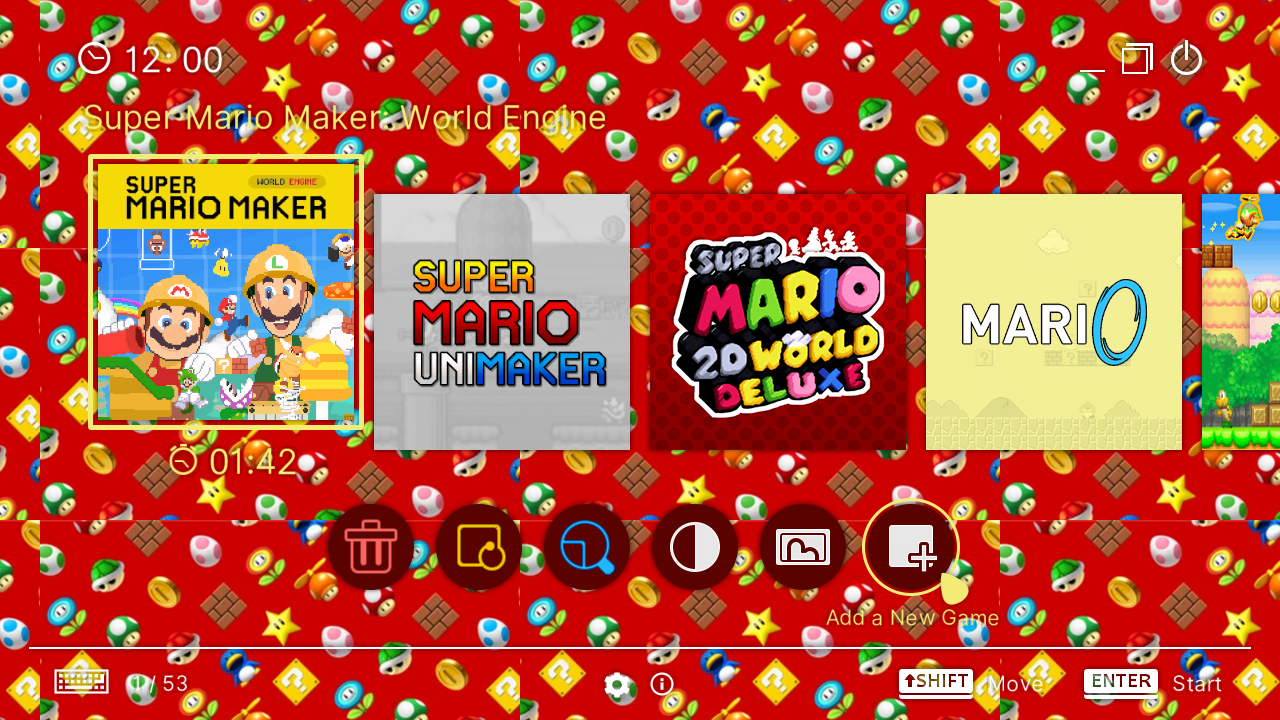 12:00
Super Mario Maker: World Engine
SUPER
WORLD ENGINE
MARIO MAKER
SUPER
MARIO
UNIMAKER
SUPER
MARIO
2D WORLD
DELUXE
MARIO
01:42
Add a New Game
1 / 53
SHIFT Move
ENTER Start